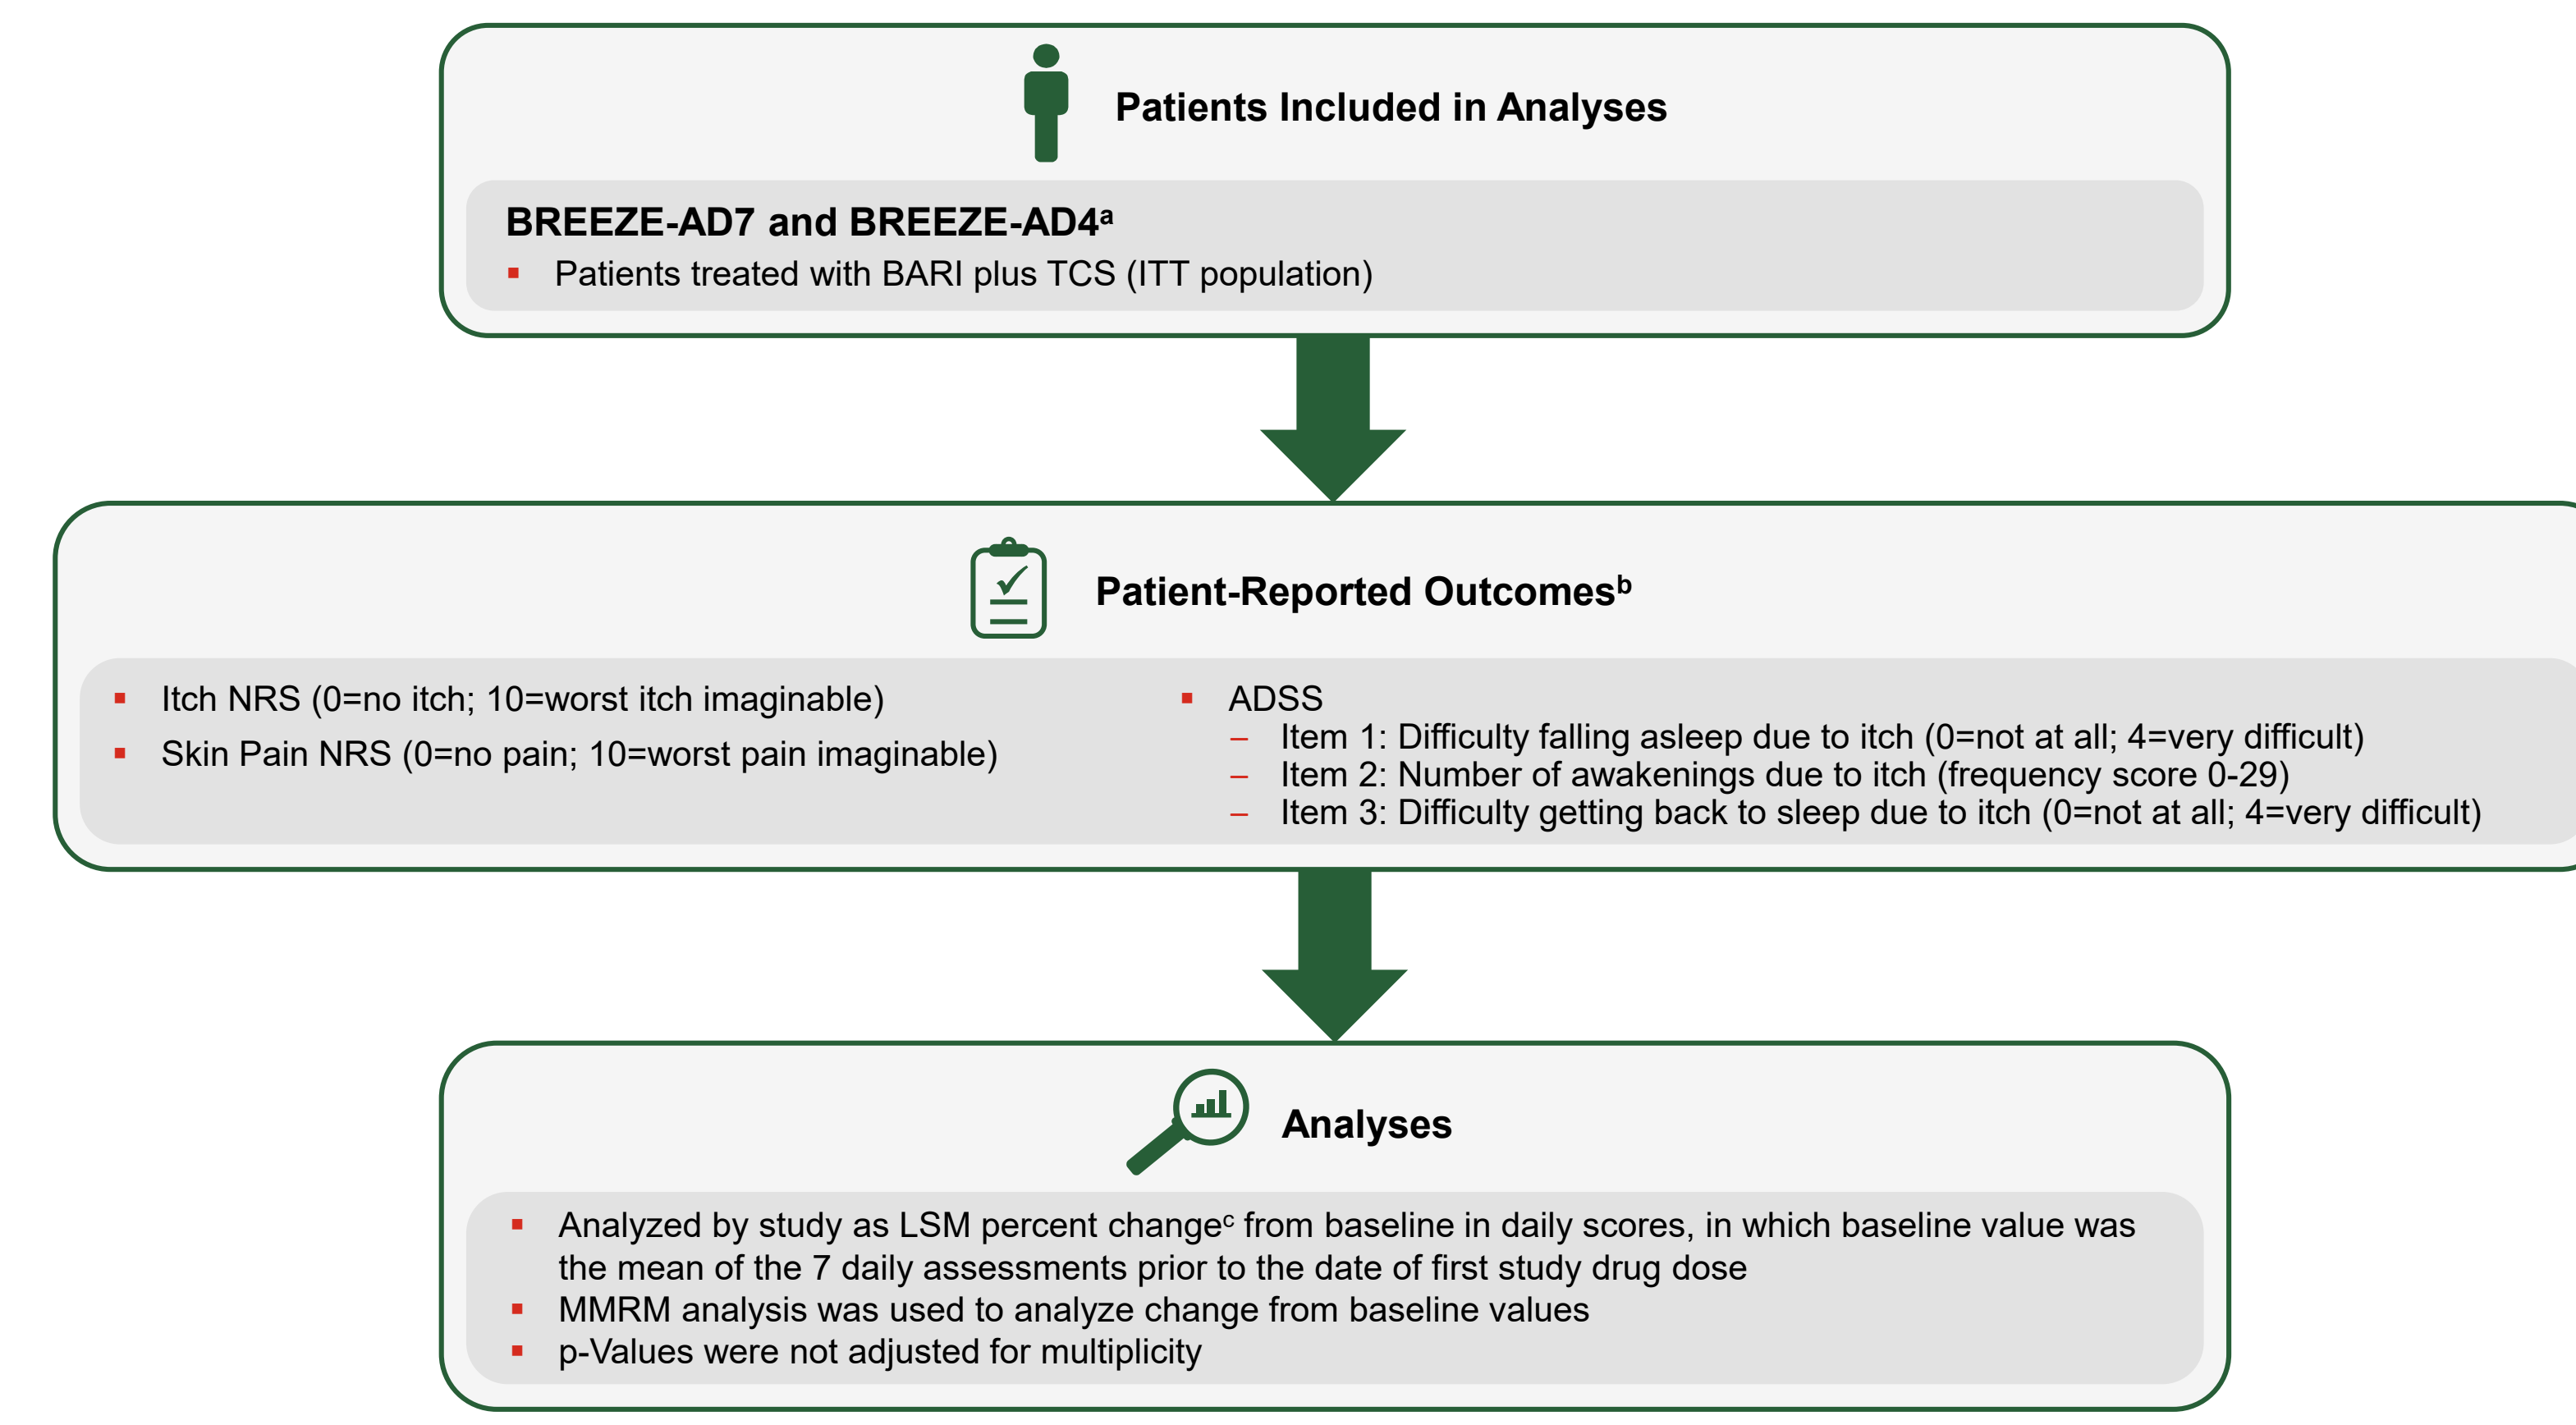 Patients Included in Analyses
BREEZE-AD7 and BREEZE-AD4ᵃ
▪ Patients treated with BARI plus TCS (ITT population)
Patient-Reported Outcomesᵇ
▪ Itch NRS (0=no itch; 10=worst itch imaginable)
▪ Skin Pain NRS (0=no pain; 10=worst pain imaginable)
▪ ADSS
– Item 1: Difficulty falling asleep due to itch (0=not at all; 4=very difficult)
– Item 2: Number of awakenings due to itch (frequency score 0-29)
– Item 3: Difficulty getting back to sleep due to itch (0=not at all; 4=very difficult)
Analyses
▪ Analyzed by study as LSM percent changeᶜ from baseline in daily scores, in which baseline value was
the mean of the 7 daily assessments prior to the date of first study drug dose
▪ MMRM analysis was used to analyze change from baseline values
▪ p-Values were not adjusted for multiplicity